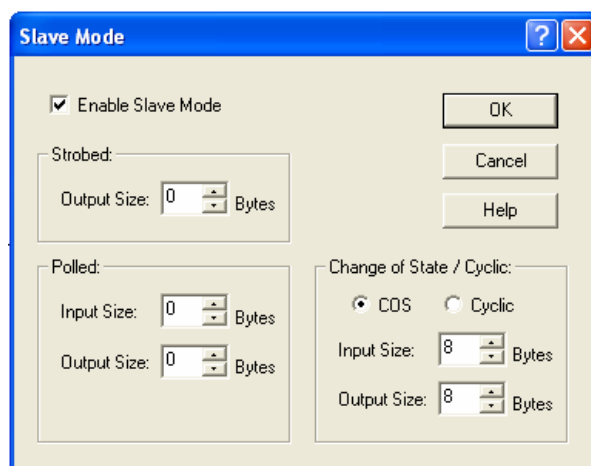 Slave Mode
Enable Slave Mode
OK
Cancel
Help
Strobed:
Output Size: 0 Bytes
Polled:
Input Size: 0 Bytes
Output Size: 0 Bytes
Change of State / Cyclic:
COS Cyclic
Input Size: 8 Bytes
Output Size: 8 Bytes